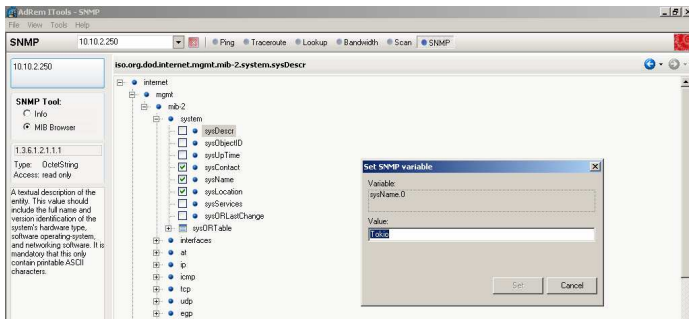 AdRem ITools - SNMP
File View Tools Help
SNMP
10.10.2.250
Ping
Traceroute
Lookup
Bandwidth
Scan
SNMP
10.10.2.250
iso.org.dod.internet.mgmt.mib-2.system.sysDescr
SNMP Tool:
Info
MIB Browser
1.3.6.1.2.1.1.1
Type: OctetString
Access: read only
A textual description of the
entity. This value should
include the full name and
version identification of the
system's hardware type,
software operating-system,
and networking software. It is
mandatory that this only
contain printable ASCII
characters.
internet
mgmt
mib-2
system
sysDescr
sysObjectID
sysUpTime
sysContact
sysName
sysLocation
sysServices
sysORLastChange
sysORTable
interfaces
at
ip
icmp
tcp
udp
egp
Set SNMP variable
Variable:
sysName.0
Value:
Tokio
Set
Cancel